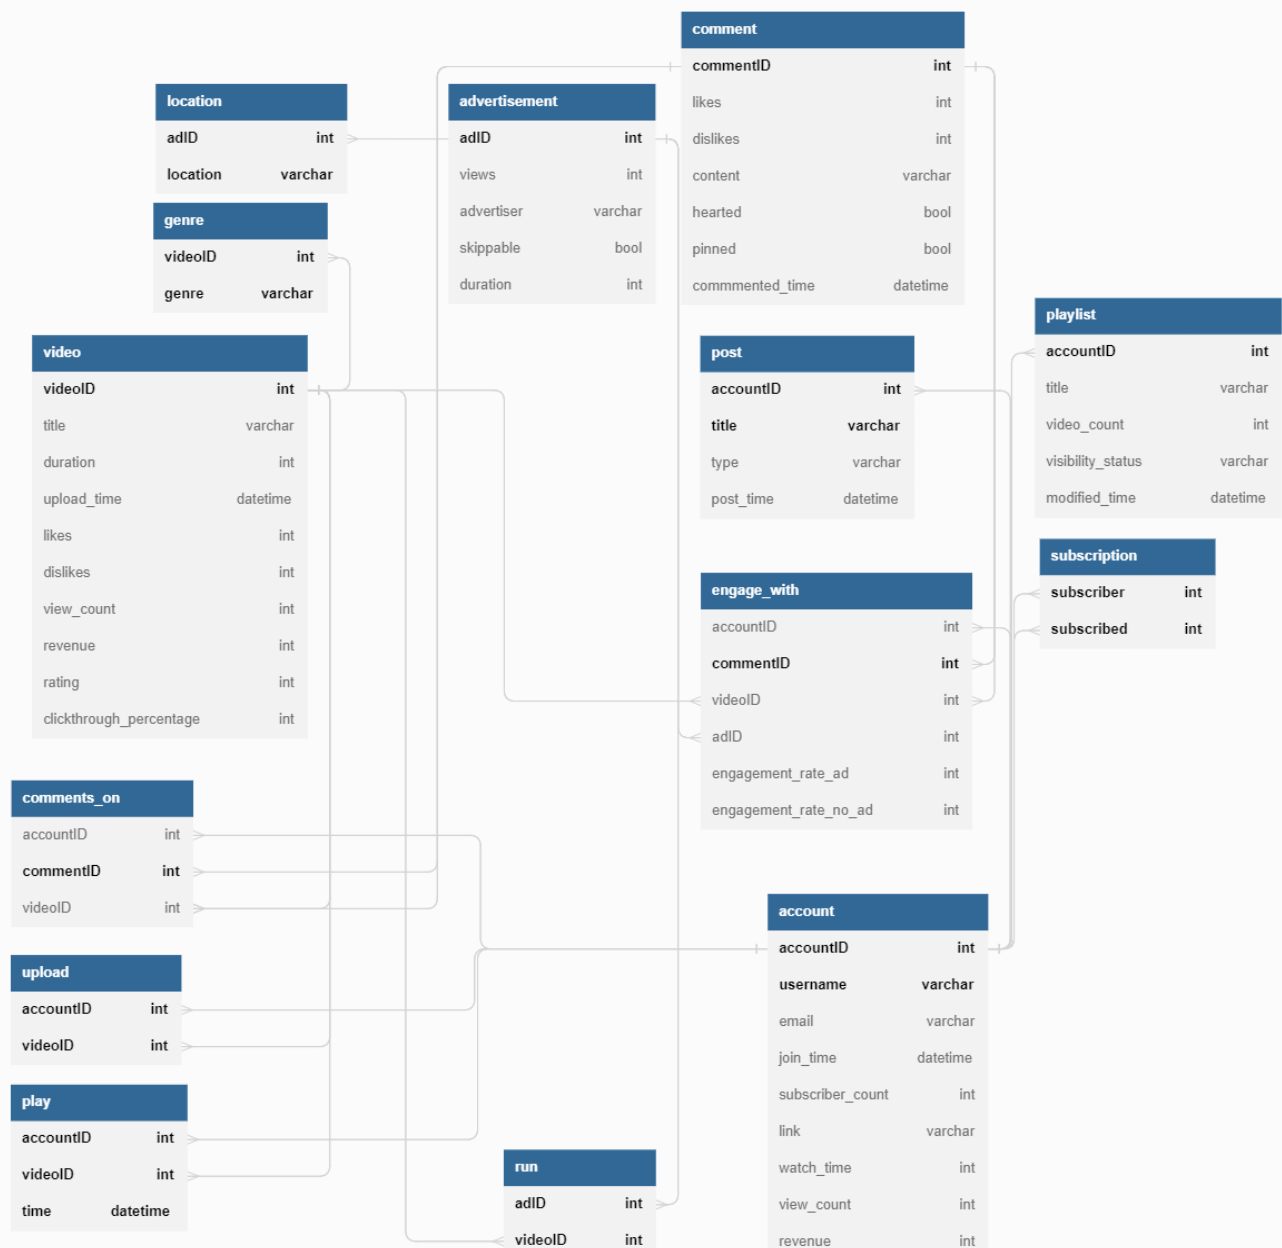 comment
commentID int
likes int
dislikes int
content varchar
hearted bool
pinned bool
commmented_time datetime
location
adID int
location varchar
advertisement
adID int
views int
advertiser varchar
skippable bool
duration int
genre
videoID int
genre varchar
playlist
accountID int
title varchar
video_count int
visibility_status varchar
modified_time datetime
video
videoID int
title varchar
duration int
upload_time datetime
likes int
dislikes int
view_count int
revenue int
rating int
clickthrough_percentage int
post
accountID int
title varchar
type varchar
post_time datetime
subscription
subscriber int
subscribed int
engage_with
accountID int
commentID int
videoID int
adID int
engagement_rate_ad int
engagement_rate_no_ad int
comments_on
accountID int
commentID int
videoID int
account
accountID int
username varchar
email varchar
join_time datetime
subscriber_count int
link varchar
watch_time int
view_count int
revenue int
upload
accountID int
videoID int
play
accountID int
videoID int
time datetime
run
adID int
videoID int